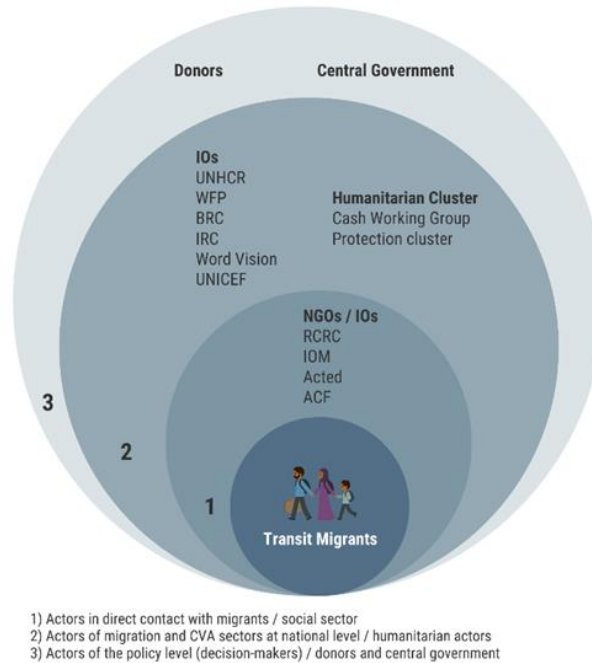 Donors
Central Government
IOs
UNHCR
WFP
BRC
IRC
Word Vision
UNICEF
Humanitarian Cluster
Cash Working Group
Protection cluster
NGOs / IOs
RCRC
IOM
Acted
ACF
3
2
1
Transit Migrants
1) Actors in direct contact with migrants / social sector
2) Actors of migration and CVA sectors at national level / humanitarian actors
3) Actors of the policy level (decision-makers) / donors and central government